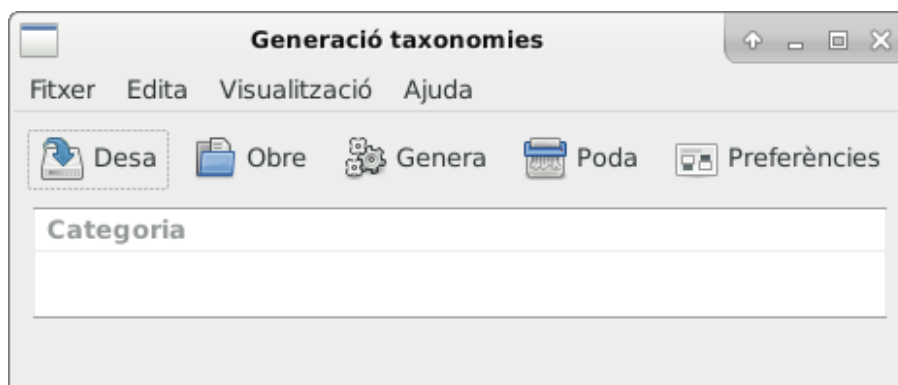 Generació taxonomies
Fitxer Edita Visualització Ajuda
Desa Obre Genera Poda Preferències
Categoria